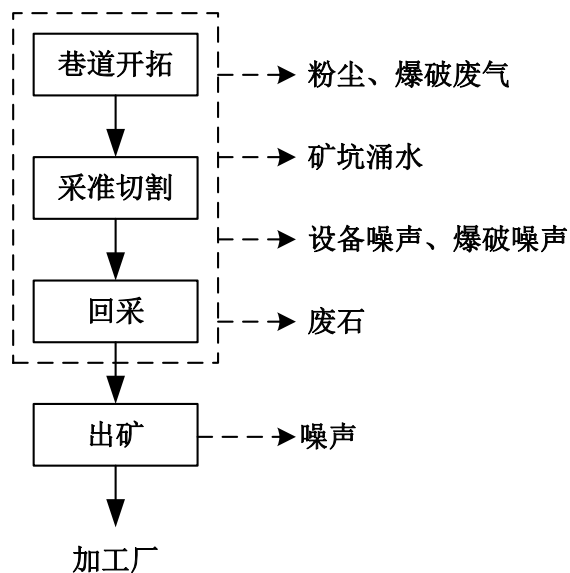 巷道开拓
粉尘、爆破废气
矿坑涌水
采准切割
设备噪声、爆破噪声
回采
废石
出矿
噪声
加工厂